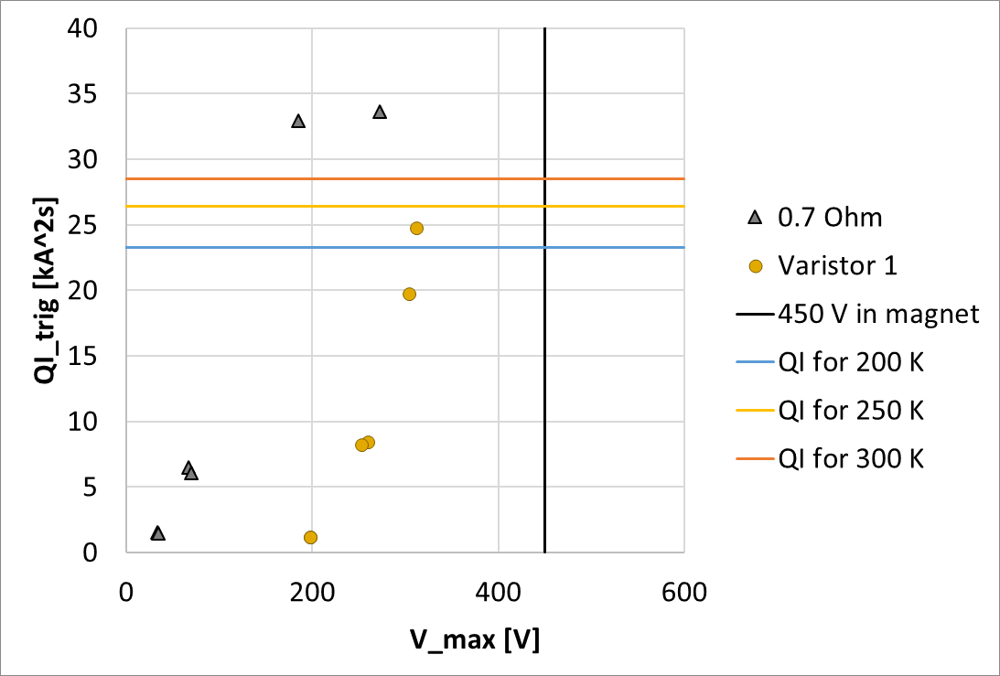 40
35
30
25
20
15
10
5
0
QI_trig [kA^2s]
0 200 400 600
V_max [V]
0.7 Ohm
Varistor 1
450 V in magnet
QI for 200 K
QI for 250 K
QI for 300 K